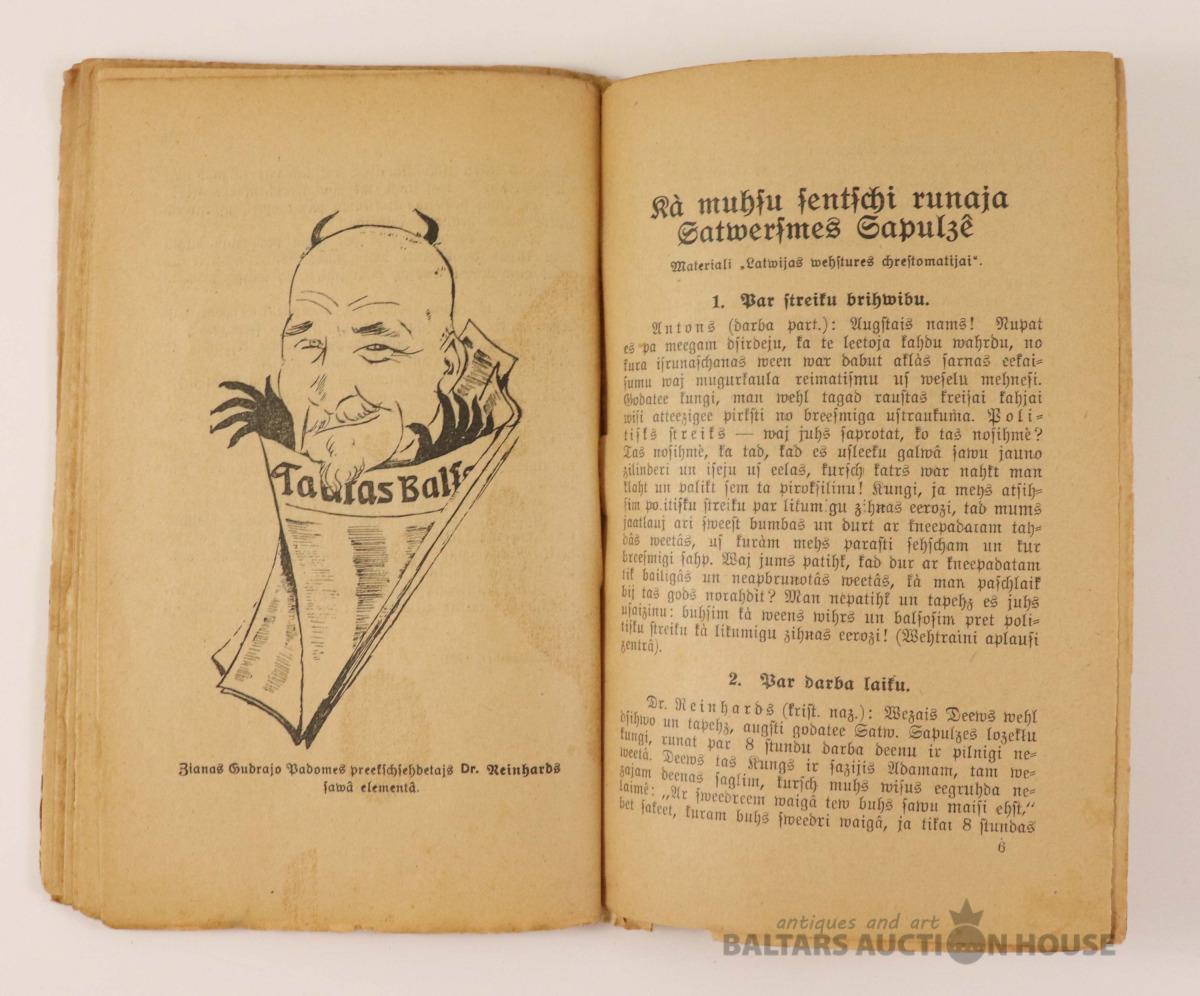 Tautas Balss
Zianas Gudrajo Padomes preekſchſehdetajs Dr. Reinhards
ſawâ elementâ.
Kà muhſu ſentſchi runaja
Satwerſmes Sapulzê
Materiali „Latwijas wehſtures chreſtomatijai“.
1. Par ſtreiku brihwibu.
Antons (darba part.): Augſtais nams! Nupat
es pa meegam dſirdeju, ka te leetoja kahdu wahrdu, no
kura iſrunaſchanas ween war dabut aklàs ſarnas eekai-
ſumu waj mugurkaula reimatiſmu uſ weſelu mehneſi.
Godatee kungi, man wehl tagad rauſtas kreiſai kahjai
wiſi atteezigee pirkſti no breeſmiga uſtraukuma. Poli-
tiſks ſtreiks — waj juhs ſaprotat, ko tas noſihmè?
Tas noſihmè, ka tad, kad es uſleeku galwâ ſawu jauno
zilinderi un iſeju uſ eelas, kurſch katrs war nahkt man
klaht un palikt ſem ta pirokſilinu! Kungi, ja mehs atſih-
ſim politiſku ſtreiku par likumigu zihnas eerozi, tad mums
jaatlauj ari ſweeſt bumbas un durt ar kneepadatam tah-
dâs weetâs, uſ kuràm mehs paraſti ſehſcham un kur
breeſmigi ſahp. Waj jums patihk, kad dur ar kneepadatam
tik bailigâs un neapbrunotâs weetâs, kà man paſchlaik
bij tas gods norahdit? Man nepatihk un tapehz es juhs
uſaizinu: buhſim kà weens wihrs un balſoſim pret poli-
tiſku ſtreiku kà likumigu zihnas eerozi! (Wehtraini aplauſi
zentrâ).
2. Par darba laiku.
Dr. Reinhards (kriſt. naz.): Wezais Deews wehl
dſihwo un tapehz, augſti godatee Satw. Sapulzes lozeklu
kungi, runat par 8 ſtundu darba deenu ir pilnigi ne-
weetâ. Deews tas Kungs ir ſazijis Adamam, tam we-
zajam deenas ſaglim, kurſch muhs wiſus eegruhda ne-
laimê: „Ar ſweedreem waigâ tew buhs ſawu maiſi ehſt,“
bet ſakeet, kuram buhs ſweedri waigâ, ja tikai 8 ſtundas
6
antiques and art
BALTARS AUCTION HOUSE